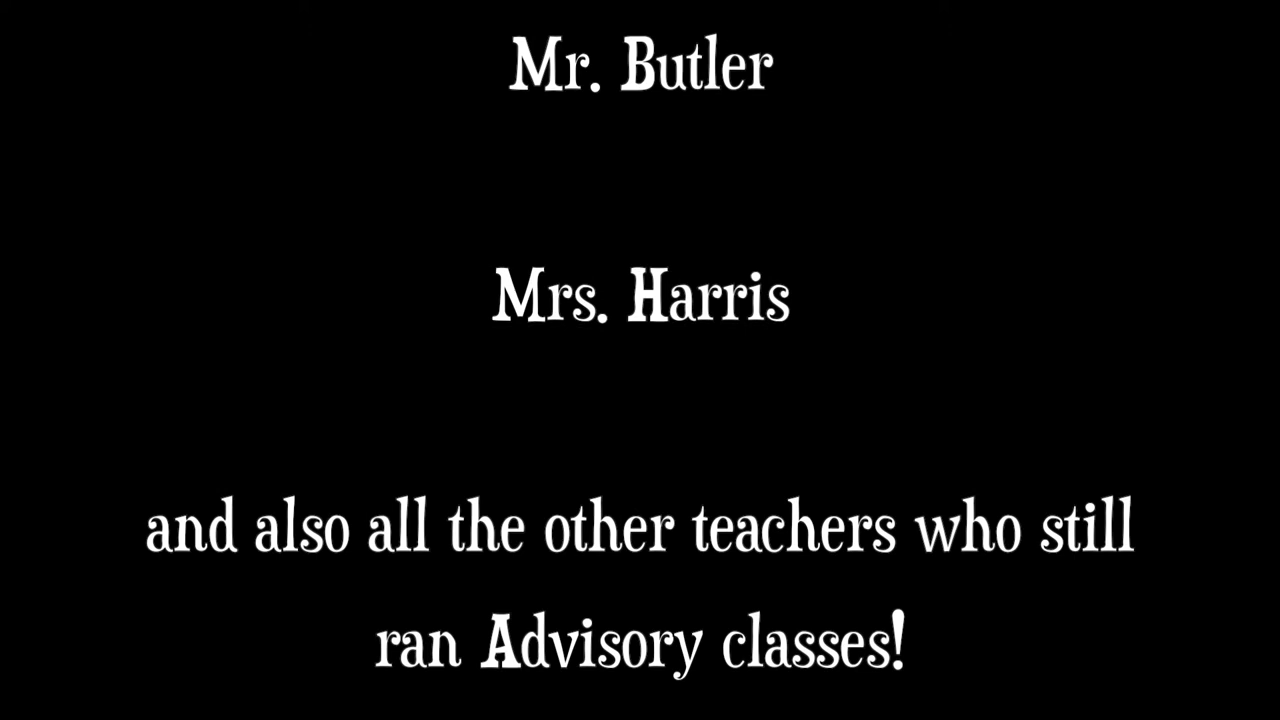 Mr. Butler
Mrs. Harris
and also all the other teachers who still
ran Advisory classes!